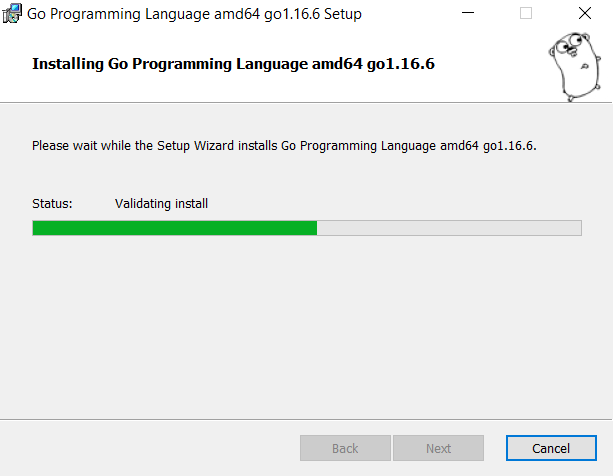 Go Programming Language amd64 go1.16.6 Setup
Installing Go Programming Language amd64 go1.16.6
Please wait while the Setup Wizard installs Go Programming Language amd64 go1.16.6.
Status: Validating install
Back Next Cancel